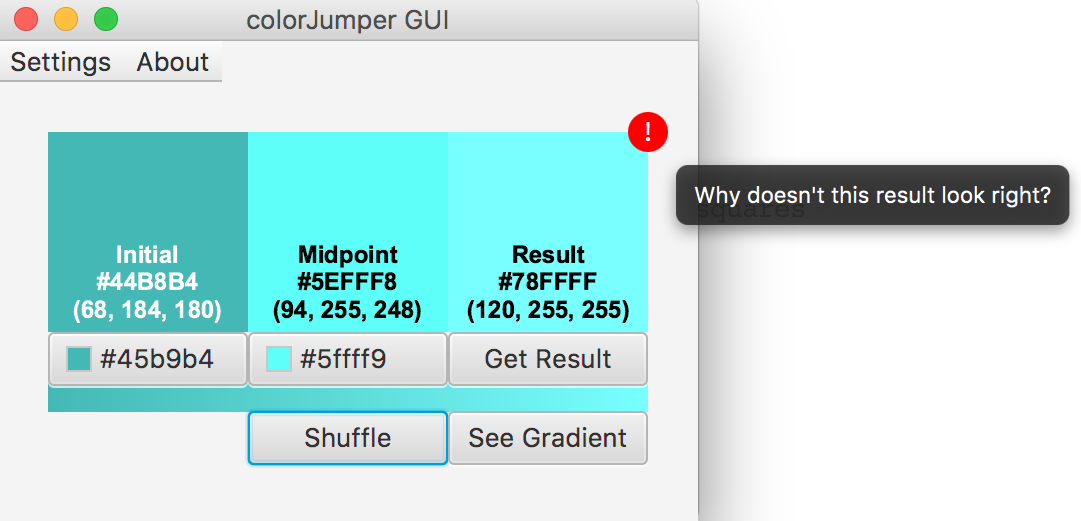 colorJumper GUI
Settings About
!
Why doesn't this result look right?
squares
Initial
#44B8B4
(68, 184, 180)
Midpoint
#5EFFF8
(94, 255, 248)
Result
#78FFFF
(120, 255, 255)
#45b9b4
#5ffff9
Get Result
Shuffle
See Gradient